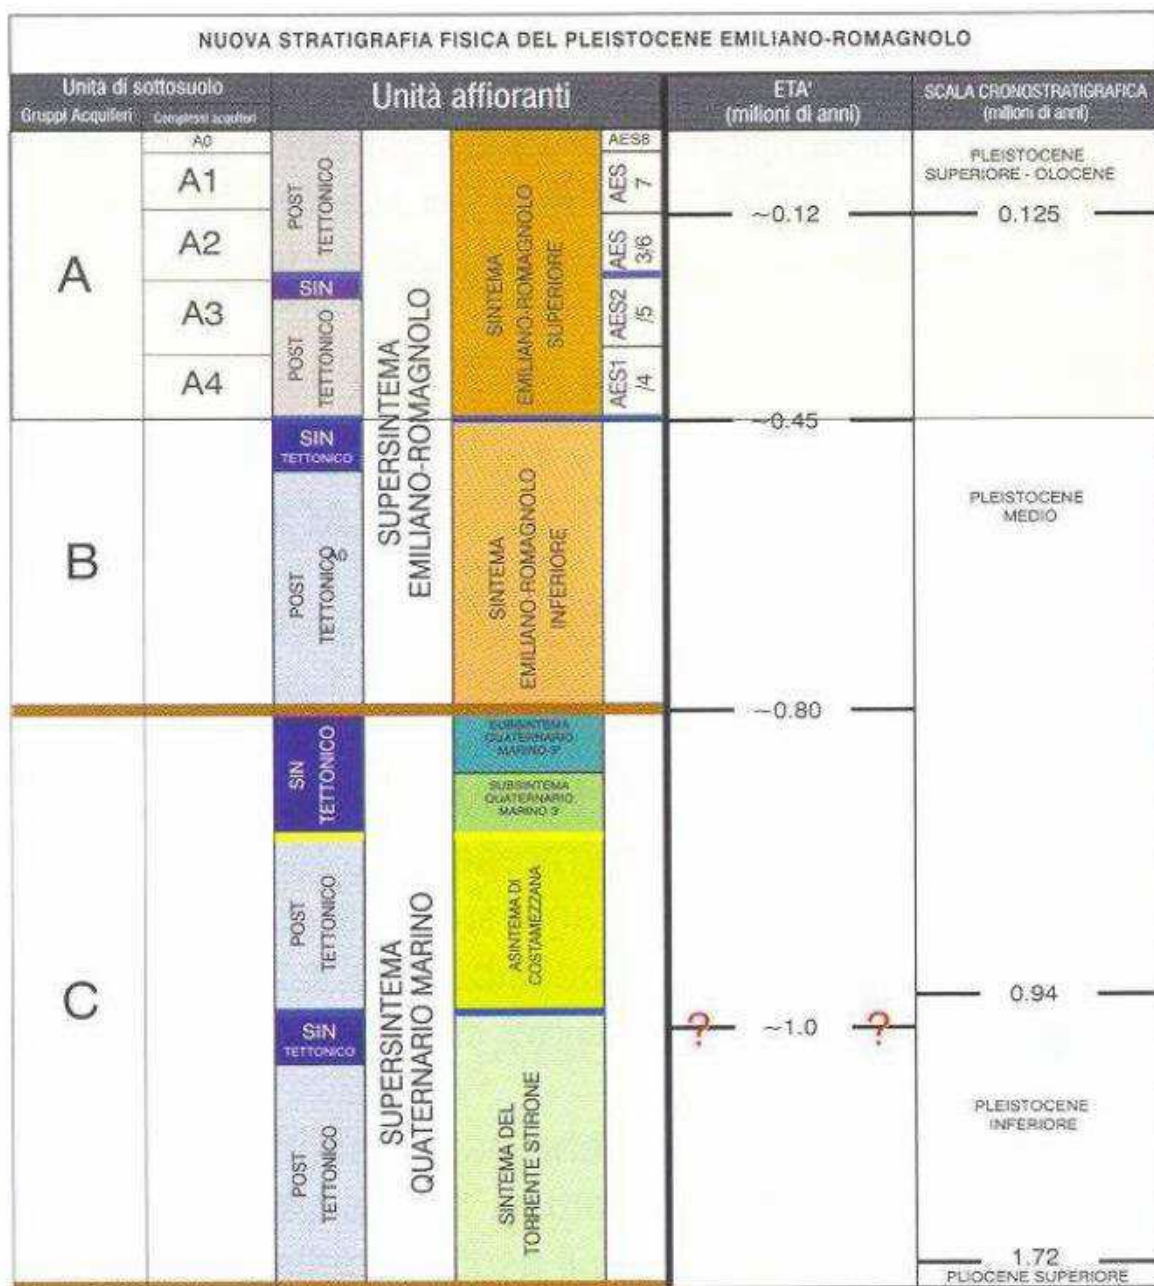 NUOVA STRATIGRAFIA FISICA DEL PLEISTOCENE EMILIANO-ROMAGNOLO
Unità di sottosuolo
Gruppi Acquiferi
Complessi acquiferi
Unità affioranti
ETA'
(milioni di anni)
SCALA CRONOSTRATIGRAFICA
(milioni di anni)
A
A0
A1
A2
A3
A4
POST
TETTONICO
SIN
POST
TETTONICO
SUPERSINTEMA
EMILIANO-ROMAGNOLO
SINTEMA
EMILIANO-ROMAGNOLO
SUPERIORE
AES8
AES
7
AES
3/6
AES2
/5
AES1
/4
~0.12
~0.45
PLEISTOCENE
SUPERIORE - OLOCENE
0.125
B
SIN
TETTONICO
POST
TETTONICO
A0
SINTEMA
EMILIANO-ROMAGNOLO
INFERIORE
~0.80
PLEISTOCENE
MEDIO
C
SIN
TETTONICO
POST
TETTONICO
SIN
TETTONICO
POST
TETTONICO
SUPERSINTEMA
QUATERNARIO MARINO
SUBSINTEMA
QUATERNARIO
MARINO
SUBSINTEMA
QUATERNARIO
MARINO 3
ASINTEMA DI
COSTAMEZZANA
SINTEMA DEL
TORRENTE STIRONE
? ~1.0 ?
0.94
PLEISTOCENE
INFERIORE
1.72
PLIOCENE SUPERIORE